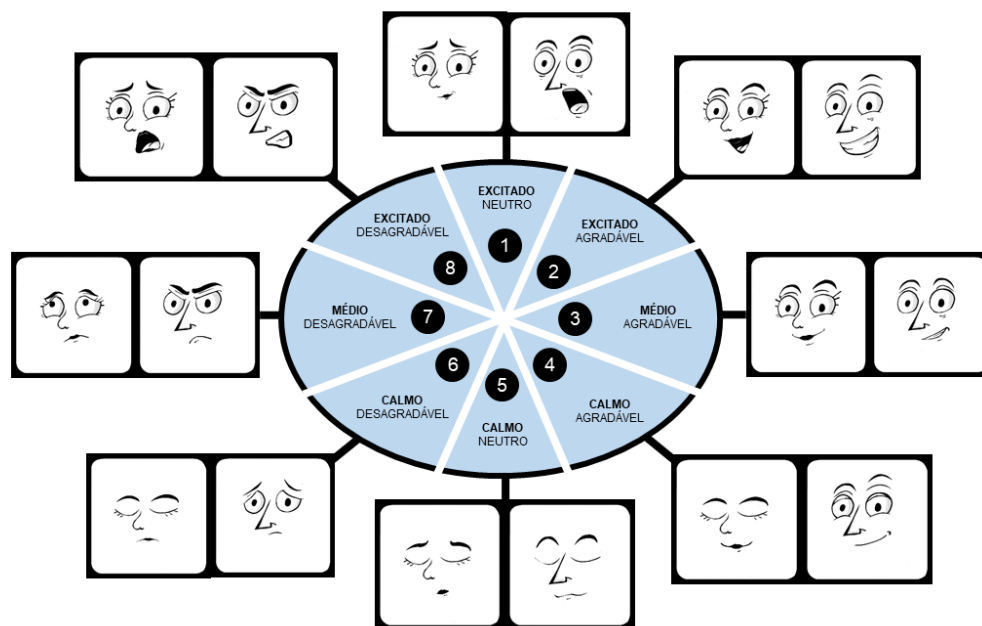 EXCITADO
NEUTRO
1
EXCITADO
AGRADÁVEL
2
MÉDIO
AGRADÁVEL
3
CALMO
AGRADÁVEL
4
CALMO
NEUTRO
5
CALMO
DESAGRADÁVEL
6
MÉDIO
DESAGRADÁVEL
7
EXCITADO
DESAGRADÁVEL
8